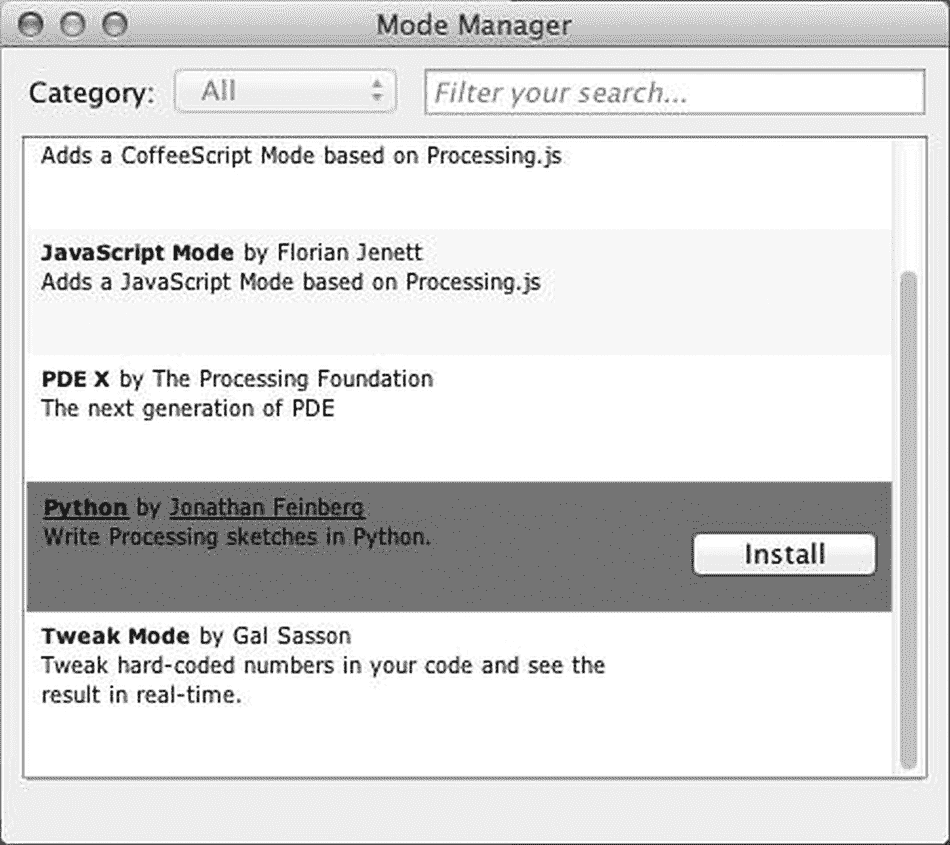 Mode Manager
Category: All Filter your search...
Adds a CoffeeScript Mode based on Processing.js
JavaScript Mode by Florian Jenett
Adds a JavaScript Mode based on Processing.js
PDE X by The Processing Foundation
The next generation of PDE
Python by Jonathan Feinberg
Write Processing sketches in Python.
Install
Tweak Mode by Gal Sasson
Tweak hard-coded numbers in your code and see the
result in real-time.